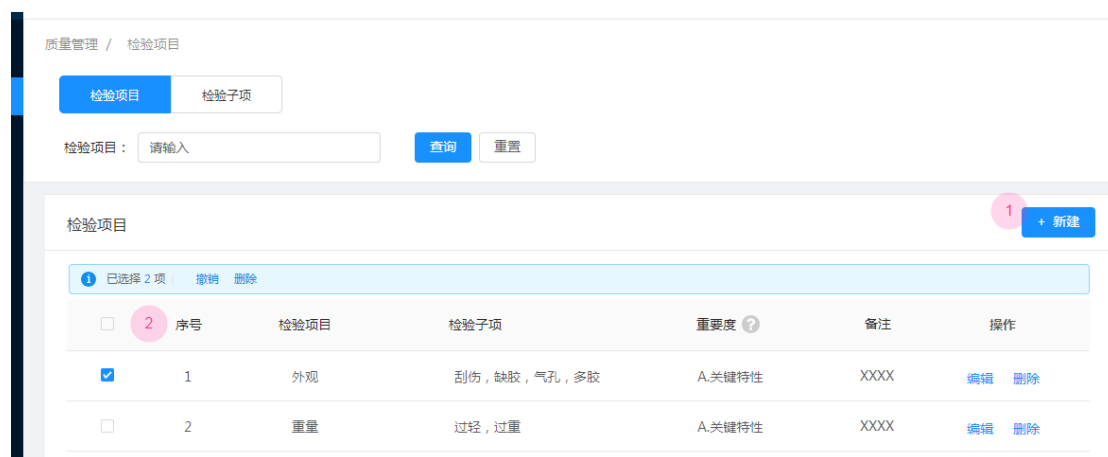 质量管理 / 检验项目
检验项目 检验子项
检验项目： 请输入 查询 重置
检验项目 1 + 新建
已选择 2 项 撤销 删除
2 序号 检验项目 检验子项 重要度 ? 备注 操作
1 外观 刮伤，缺胶，气孔，多胶 A.关键特性 XXXX 编辑 删除
2 重量 过轻，过重 A.关键特性 XXXX 编辑 删除